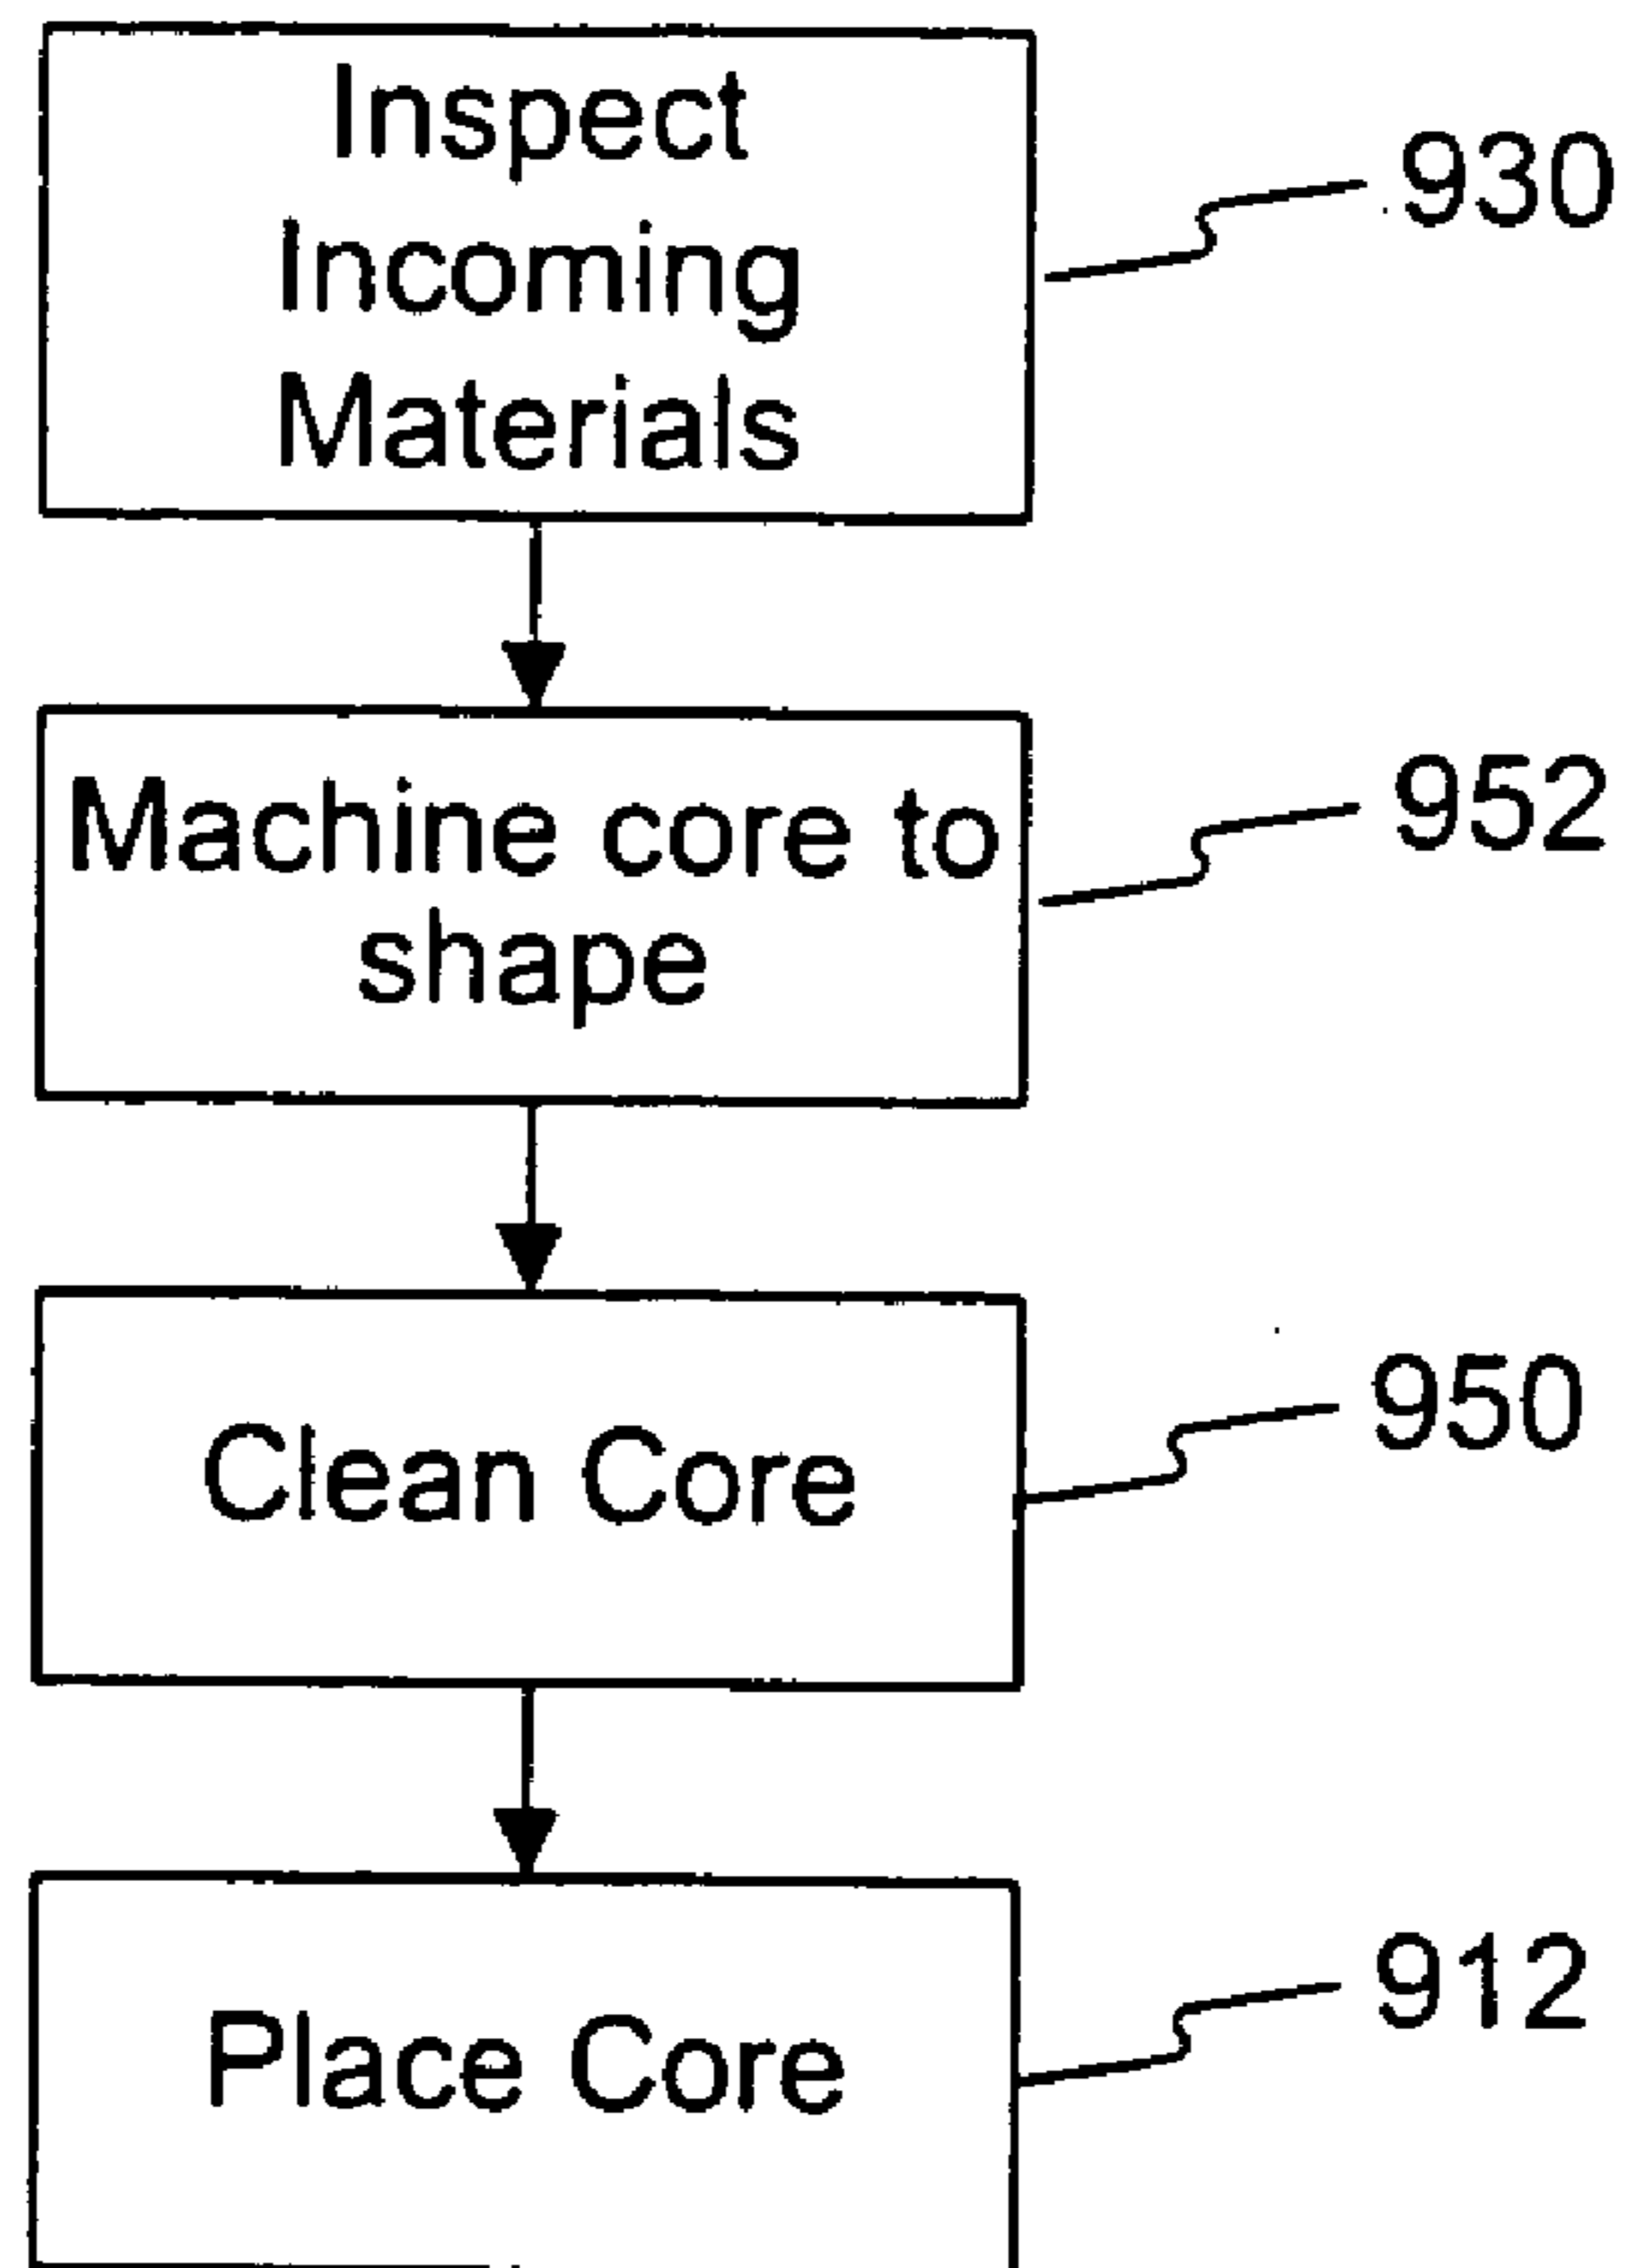 Inspect
Incoming
Materials
930
Machine core to
shape
952
Clean Core
950
Place Core
912